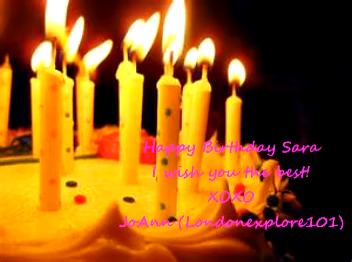 Happy Birthday Sara
I wish you the best!
XOXO
JoAnn (Londonexplore101)